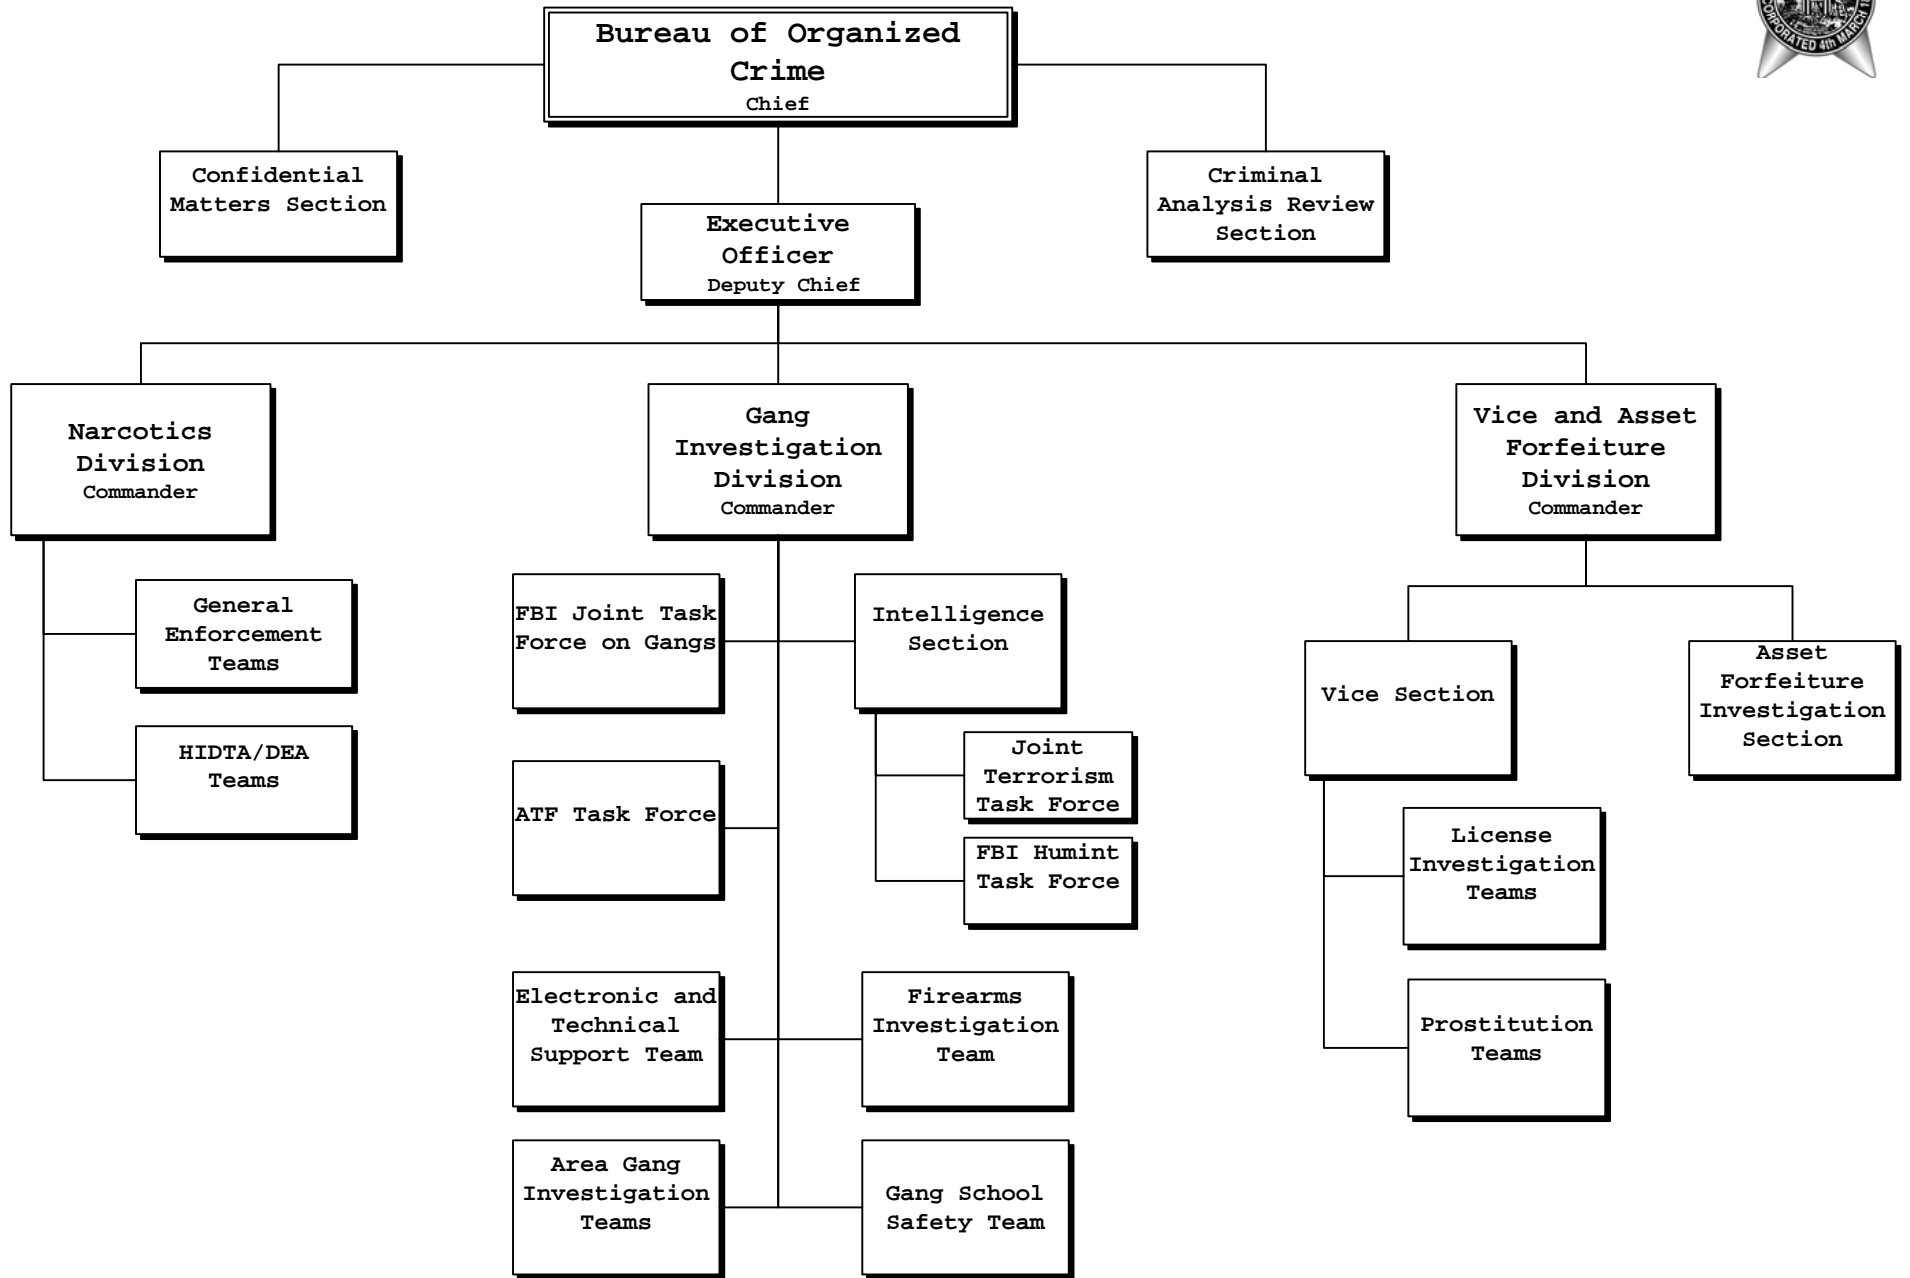 Bureau of Organized
Crime
Chief
ORPORATED 4th MARCH
Confidential
Matters Section
Criminal
Analysis Review
Section
Executive
Officer
Deputy Chief
Narcotics
Division
Commander
Gang
Investigation
Division
Commander
Vice and Asset
Forfeiture
Division
Commander
General
Enforcement
Teams
HIDTA/DEA
Teams
FBI Joint Task
Force on Gangs
Intelligence
Section
Joint
Terrorism
Task Force
FBI Humint
Task Force
ATF Task Force
Electronic and
Technical
Support Team
Firearms
Investigation
Team
Area Gang
Investigation
Teams
Gang School
Safety Team
Vice Section
Asset
Forfeiture
Investigation
Section
License
Investigation
Teams
Prostitution
Teams